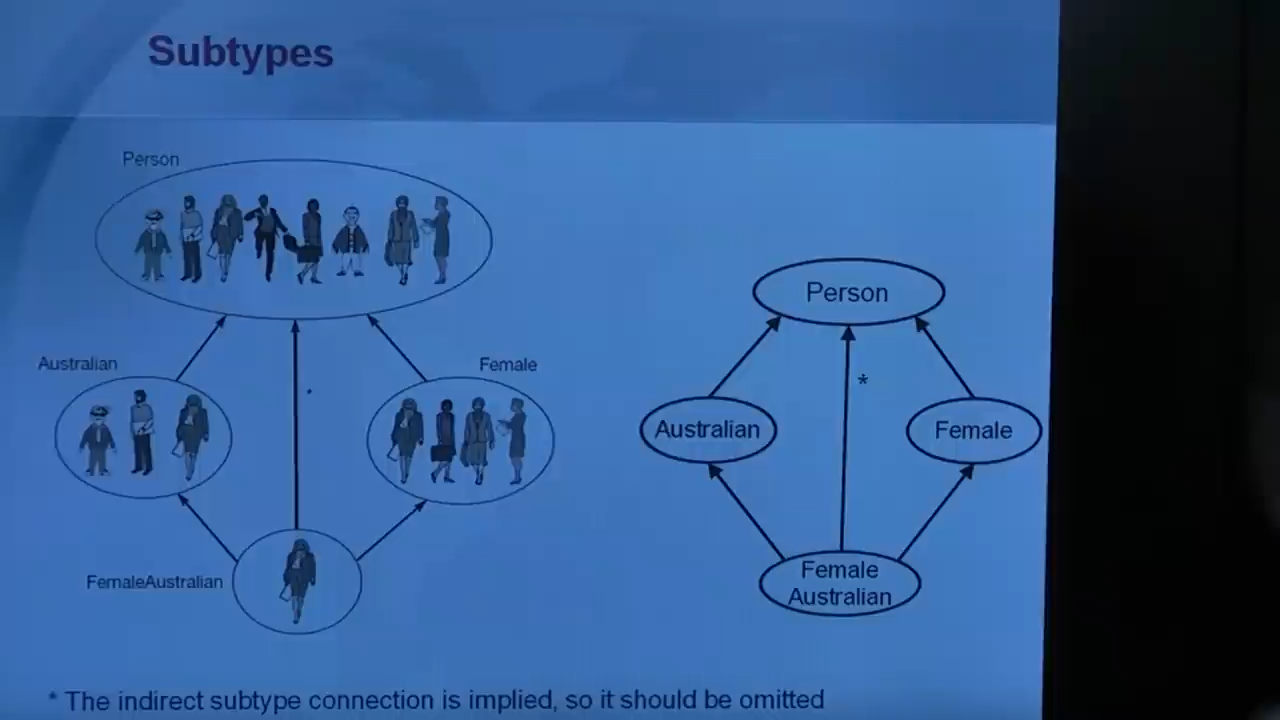 Subtypes
Person
Australian
Female
FemaleAustralian
Person
*
Australian
Female
Female
Australian
* The indirect subtype connection is implied, so it should be omitted